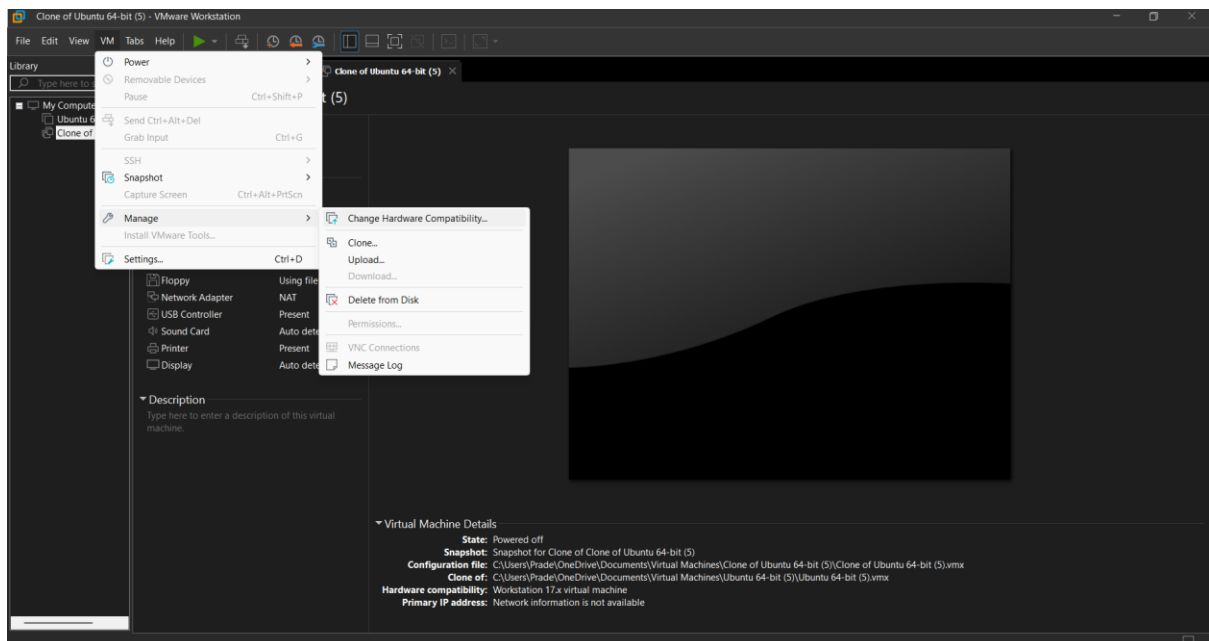 Clone of Ubuntu 64-bit (5) - VMware Workstation
File Edit View VM Tabs Help
Library
Type here to s
My Compute
Ubuntu 6
Clone of
Clone of Ubuntu 64-bit (5)
t (5)
Power
Removable Devices
Pause Ctrl+Shift+P
Send Ctrl+Alt+Del
Grab Input Ctrl+G
SSH
Snapshot
Capture Screen Ctrl+Alt+PrtScn
Manage
Install VMware Tools...
Settings... Ctrl+D
Change Hardware Compatibility...
Clone...
Upload...
Download...
Delete from Disk
Permissions...
VNC Connections
Message Log
Floppy Using file
Network Adapter NAT
USB Controller Present
Sound Card Auto dete
Printer Present
Display Auto dete
Description
Type here to enter a description of this virtual
machine.
Virtual Machine Details
State: Powered off
Snapshot: Snapshot for Clone of Clone of Ubuntu 64-bit (5)
Configuration file: C:\Users\Prade\OneDrive\Documents\Virtual Machines\Clone of Ubuntu 64-bit (5)\Clone of Ubuntu 64-bit (5).vmx
Clone of: C:\Users\Prade\OneDrive\Documents\Virtual Machines\Ubuntu 64-bit (5)\Ubuntu 64-bit (5).vmx
Hardware compatibility: Workstation 17.x virtual machine
Primary IP address: Network information is not available